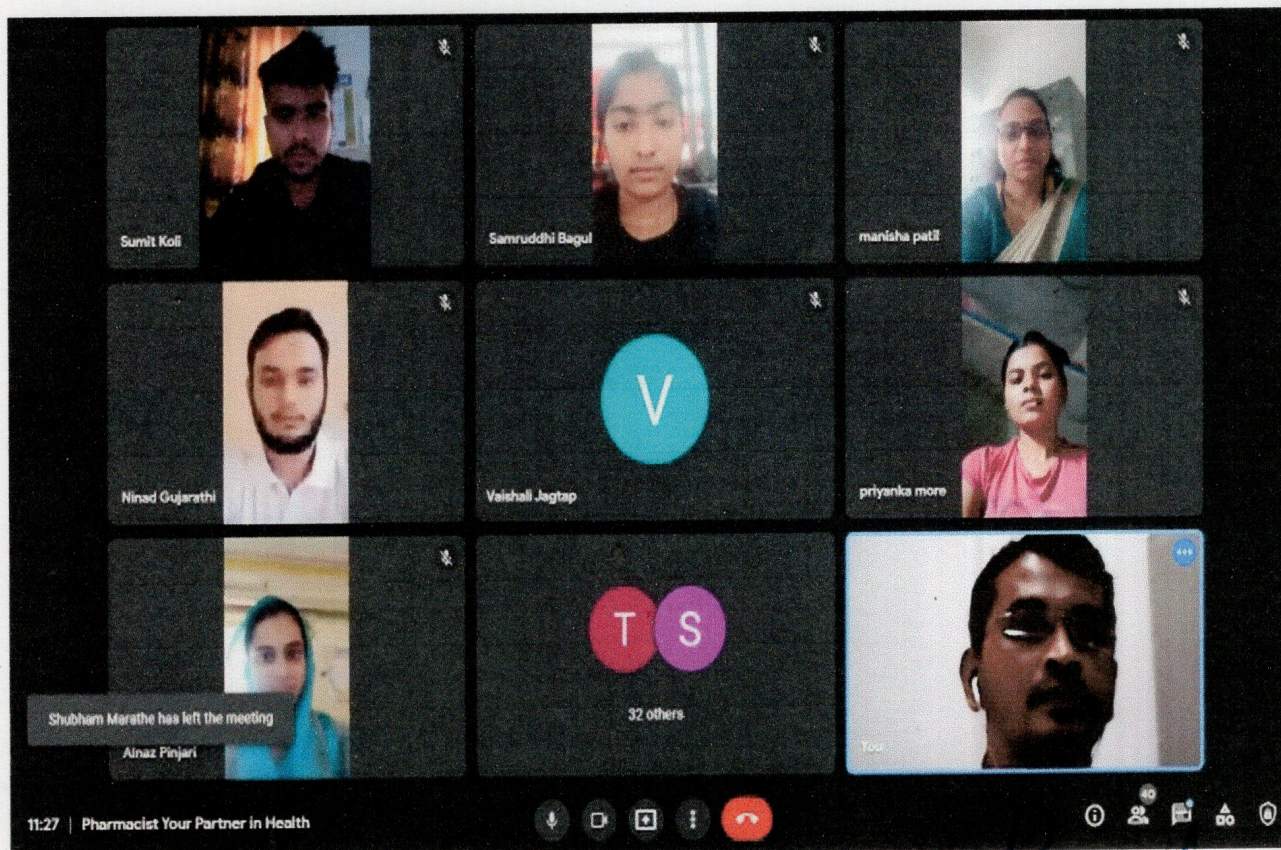 Sumit Koli
Samruddhi Bagul
manisha patil
Ninad Gujarathi
V
Vaishali Jagtap
priyanka more
Shubham Marathe has left the meeting
Alnaz Pinjari
T S
32 others
You
11:27 | Pharmacist Your Partner in Health
40